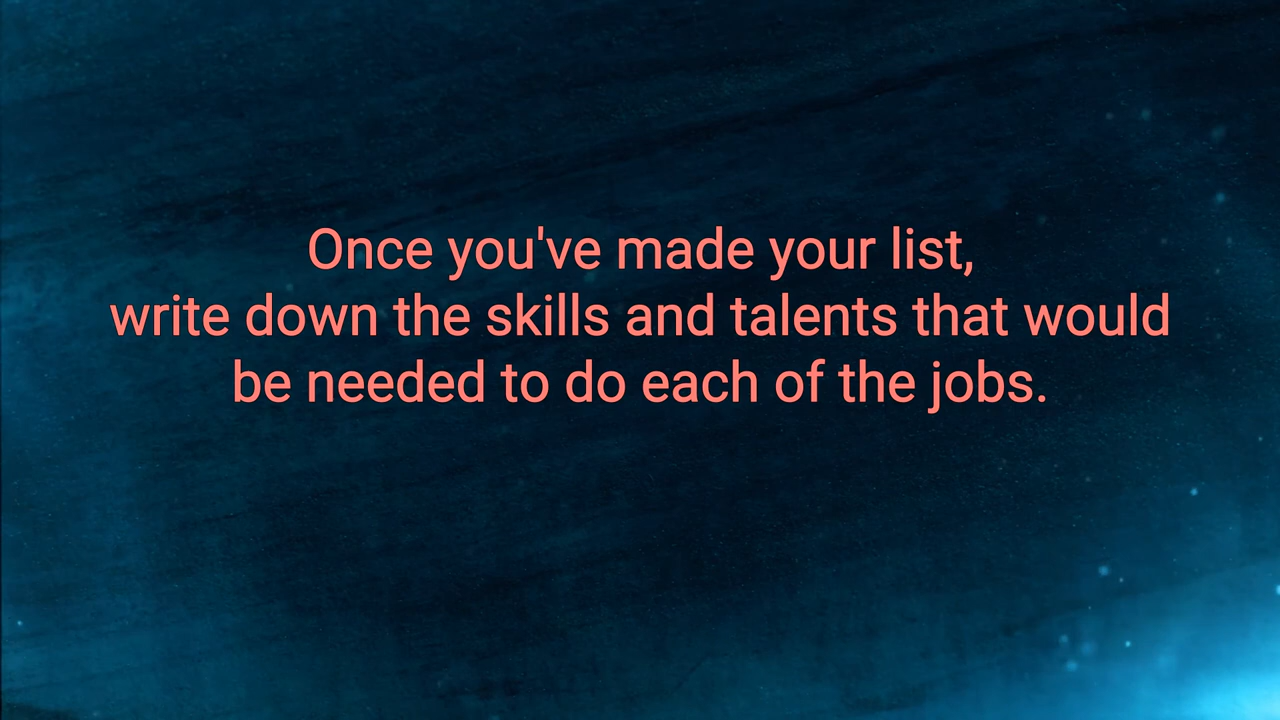 Once you've made your list,
write down the skills and talents that would
be needed to do each of the jobs.